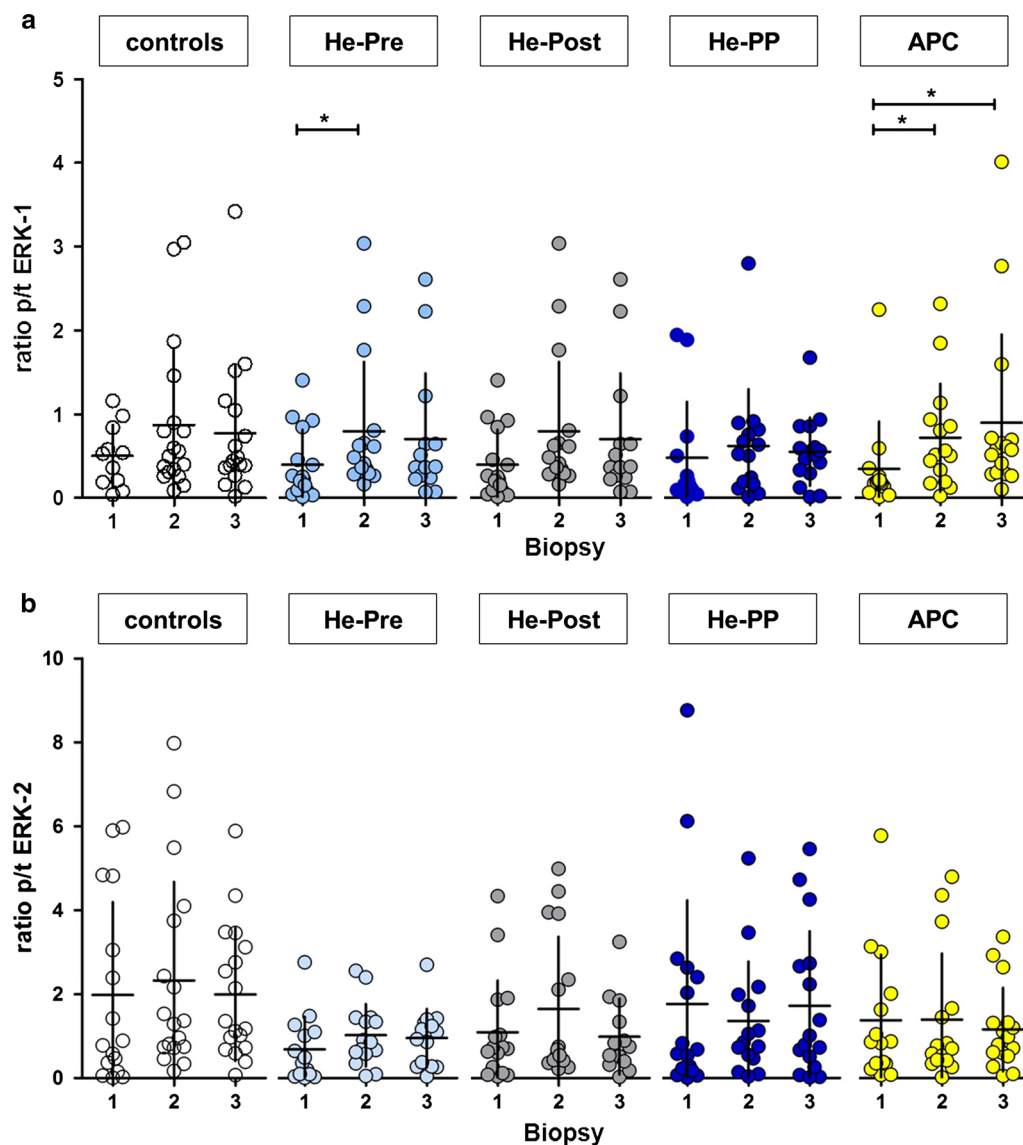 a
controls He-Pre He-Post He-PP APC
5
* * *
4
3
2
1
0
ratio p/t ERK-1
1 2 3 1 2 3 1 2 3 1 2 3 1 2 3
Biopsy
b
controls He-Pre He-Post He-PP APC
10
8
6
4
2
0
ratio p/t ERK-2
1 2 3 1 2 3 1 2 3 1 2 3 1 2 3
Biopsy